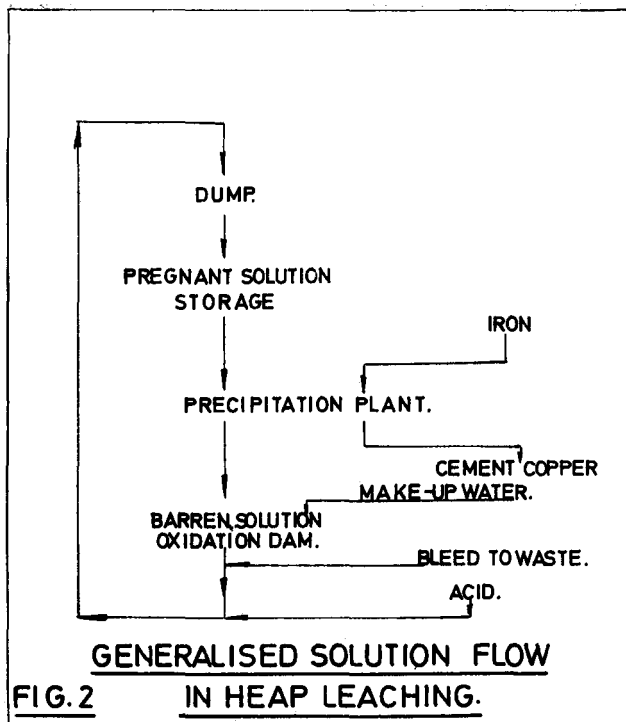 DUMP.
PREGNANT SOLUTION
STORAGE
IRON
PRECIPITATION PLANT.
CEMENT COPPER
MAKE-UP WATER.
BARREN SOLUTION
OXIDATION DAM.
BLEED TO WASTE.
ACID.
GENERALISED SOLUTION FLOW
FIG. 2 IN HEAP LEACHING.